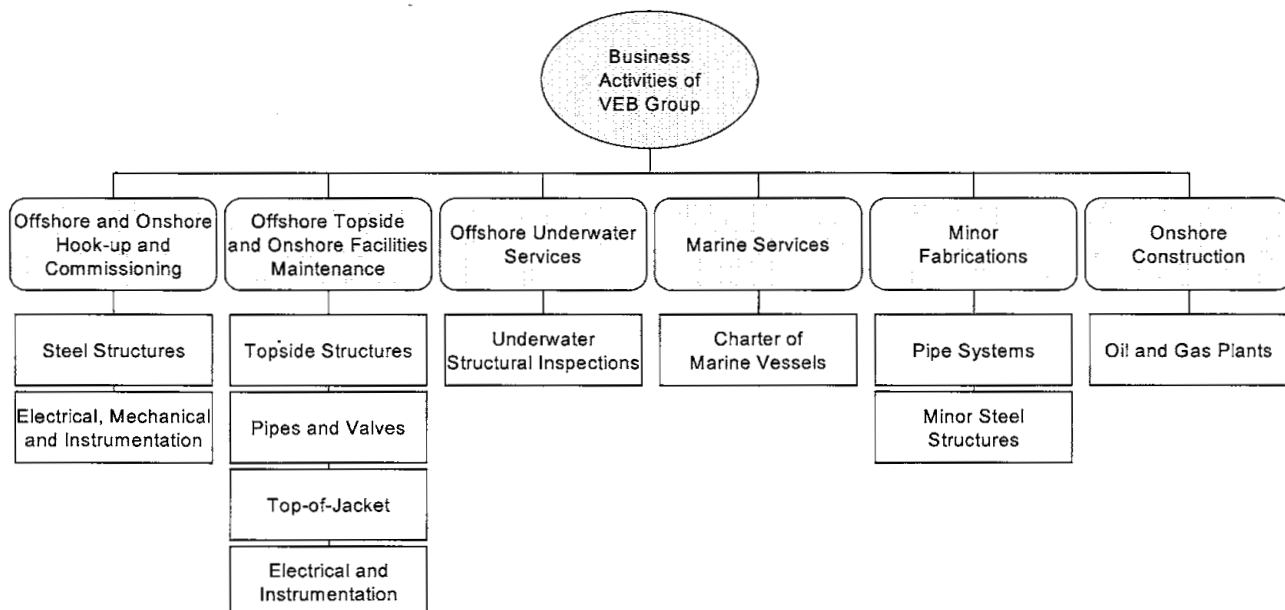 Business
Activities of
VEB Group
Offshore and Onshore
Hook-up and
Commissioning
Offshore Topside
and Onshore Facilities
Maintenance
Offshore Underwater
Services
Marine Services
Minor
Fabrications
Onshore
Construction
Steel Structures
Topside Structures
Underwater
Structural Inspections
Charter of
Marine Vessels
Pipe Systems
Oil and Gas Plants
Electrical, Mechanical
and Instrumentation
Pipes and Valves
Minor Steel
Structures
Top-of-Jacket
Electrical and
Instrumentation